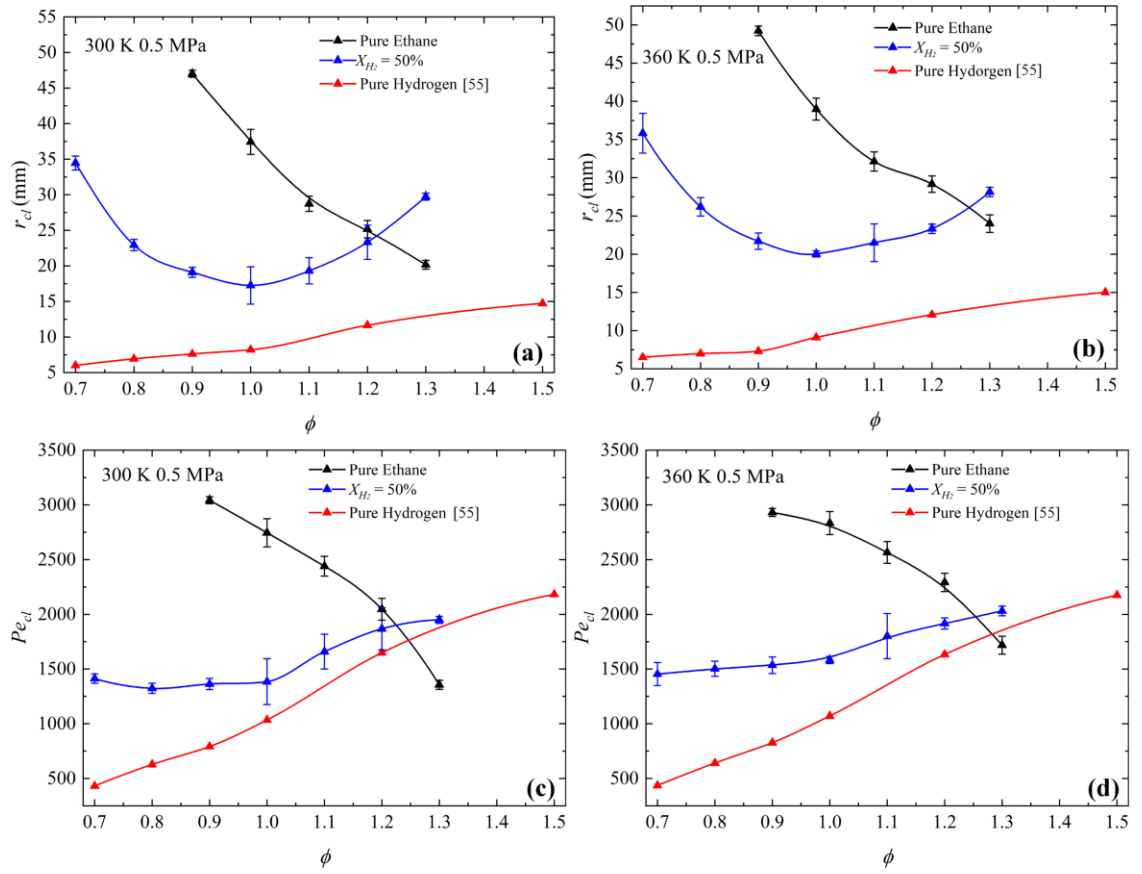 55
50
45
40
35
30
25
20
15
10
5
r_cl (mm)
300 K 0.5 MPa
Pure Ethane
X_H2 = 50%
Pure Hydorgen [55]
(a)
0.7 0.8 0.9 1.0 1.1 1.2 1.3 1.4 1.5
ϕ
50
45
40
35
30
25
20
15
10
5
r_cl (mm)
360 K 0.5 MPa
Pure Ethane
X_H2 = 50%
Pure Hydorgen [55]
(b)
0.7 0.8 0.9 1.0 1.1 1.2 1.3 1.4 1.5
ϕ
3500
3000
2500
2000
1500
1000
500
Pe_cl
300 K 0.5 MPa
Pure Ethane
X_H2 = 50%
Pure Hydrogen [55]
(c)
0.7 0.8 0.9 1.0 1.1 1.2 1.3 1.4 1.5
ϕ
3500
3000
2500
2000
1500
1000
500
Pe_cl
360 K 0.5 MPa
Pure Ethane
X_H2 = 50%
Pure Hydrogen [55]
(d)
0.7 0.8 0.9 1.0 1.1 1.2 1.3 1.4 1.5
ϕ